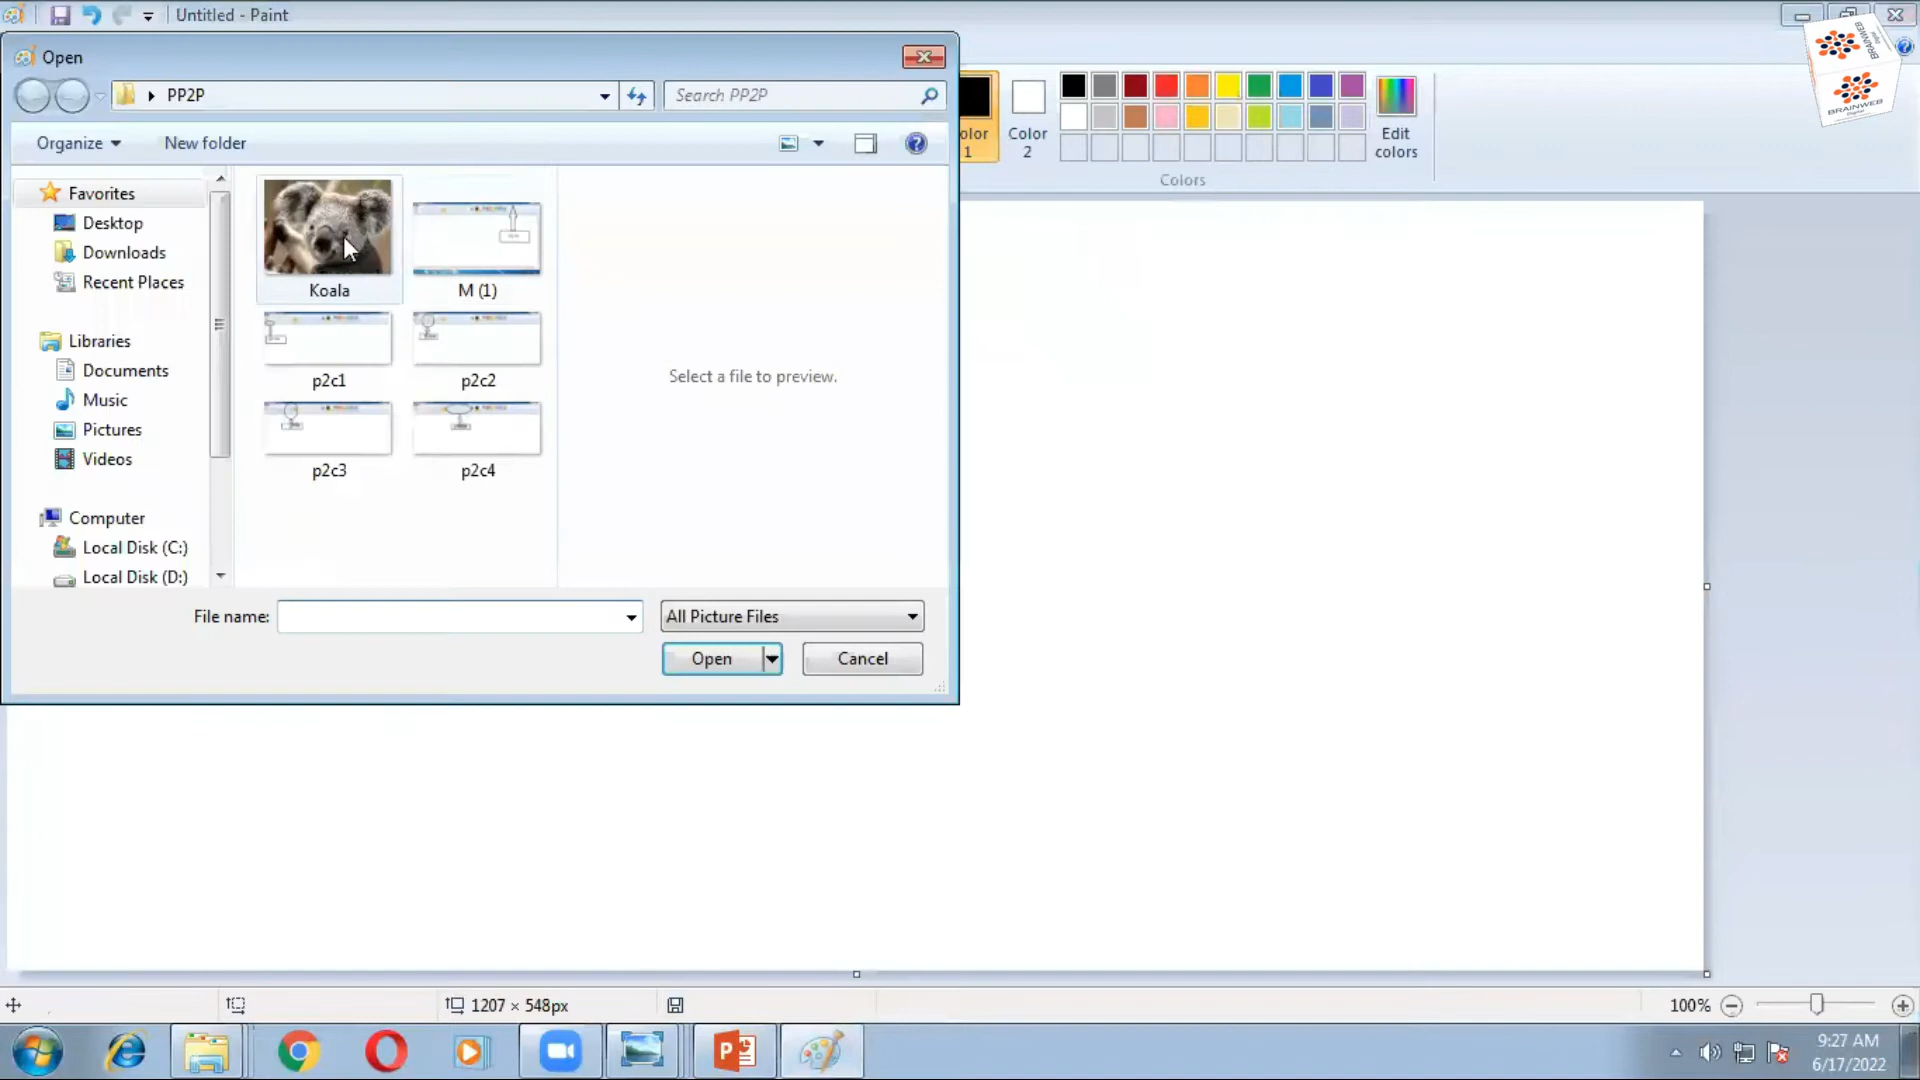 Untitled - Paint
Open
PP2P
Search PP2P
Organize
New folder
Favorites
Desktop
Downloads
Recent Places
Libraries
Documents
Music
Pictures
Videos
Computer
Local Disk (C:)
Local Disk (D:)
Koala
M (1)
p2c1
p2c2
p2c3
p2c4
Select a file to preview.
File name:
All Picture Files
Open
Cancel
olor
1
Color
2
Edit
colors
Colors
BRAINWEB
BRAINWEB
1207 × 548px
100%
9:27 AM
6/17/2022